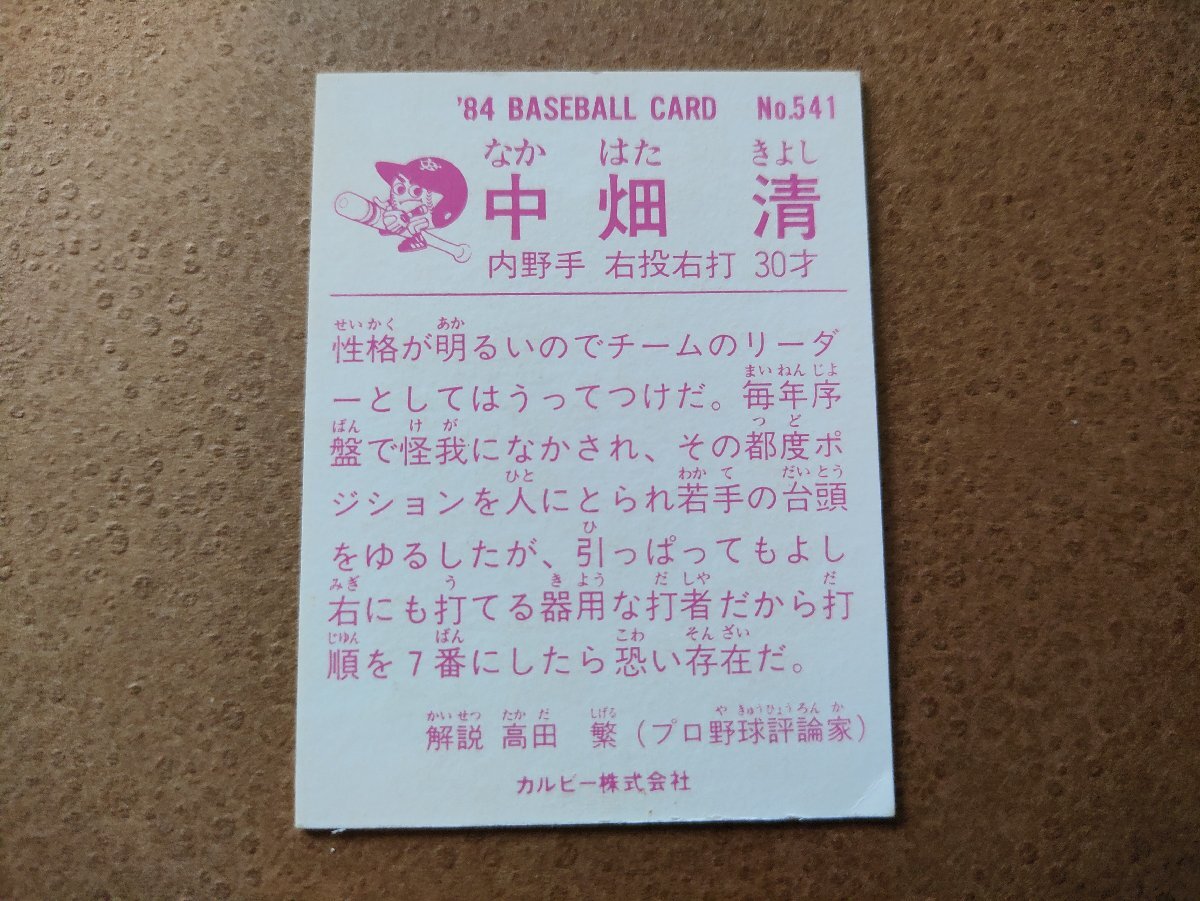 '84 BASEBALL CARD No.541
なか はた きよし
中畑 清
内野手 右投右打 30才
せいかく あか
性格が明るいのでチームのリーダ
まいねんじよ
ーとしてはうってつけだ。毎年序
ばん けが つど
盤で怪我になかされ、その都度ポ
ひと わかて だいとう
ジションを人にとられ若手の台頭
ひ
をゆるしたが、引っぱってもよし
みぎ う きよう だしや だ
右にも打てる器用な打者だから打
じゆん ばん こわ そんざい
順を7番にしたら恐い存在だ。
かいせつ たかだ しげる やきゅうひょうろんか
解説 高田 繁(プロ野球評論家)
カルビー株式会社